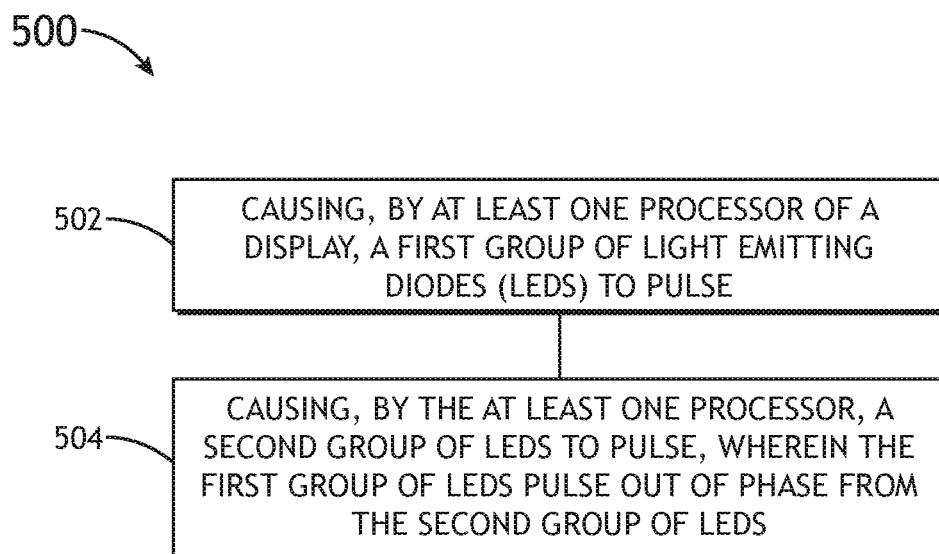 500
502
CAUSING, BY AT LEAST ONE PROCESSOR OF A
DISPLAY, A FIRST GROUP OF LIGHT EMITTING
DIODES (LEDS) TO PULSE
504
CAUSING, BY THE AT LEAST ONE PROCESSOR, A
SECOND GROUP OF LEDS TO PULSE, WHEREIN THE
FIRST GROUP OF LEDS PULSE OUT OF PHASE FROM
THE SECOND GROUP OF LEDS